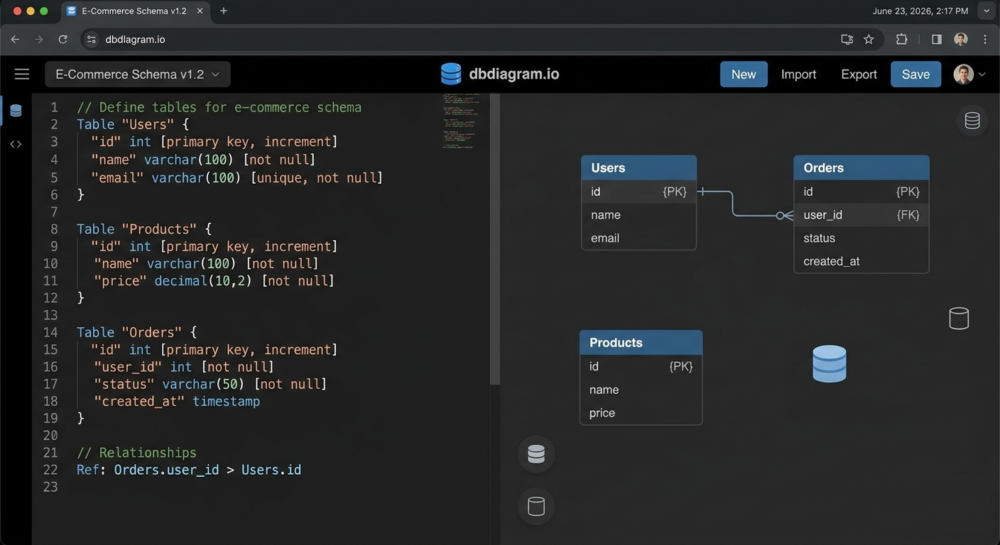 E-Commerce Schema v1.2
June 23, 2026, 2:17 PM
dbdlagram.io
E-Commerce Schema v1.2
dbdiagram.io
New
Import
Export
Save
1 // Define tables for e-commerce schema
2 Table "Users" {
3 "id" int [primary key, increment]
4 "name" varchar(100) [not null]
5 "email" varchar(100) [unique, not null]
6 }
7
8 Table "Products" {
9 "id" int [primary key, increment]
10 "name" varchar(100) [not null]
11 "price" decimal(10,2) [not null]
12 }
13
14 Table "Orders" {
15 "id" int [primary key, increment]
16 "user_id" int [not null]
17 "status" varchar(50) [not null]
18 "created_at" timestamp
19 }
20
21 // Relationships
22 Ref: Orders.user_id > Users.id
23
Users
id {PK}
name
email
Orders
id {PK}
user_id {FK}
status
created_at
Products
id {PK}
name
price